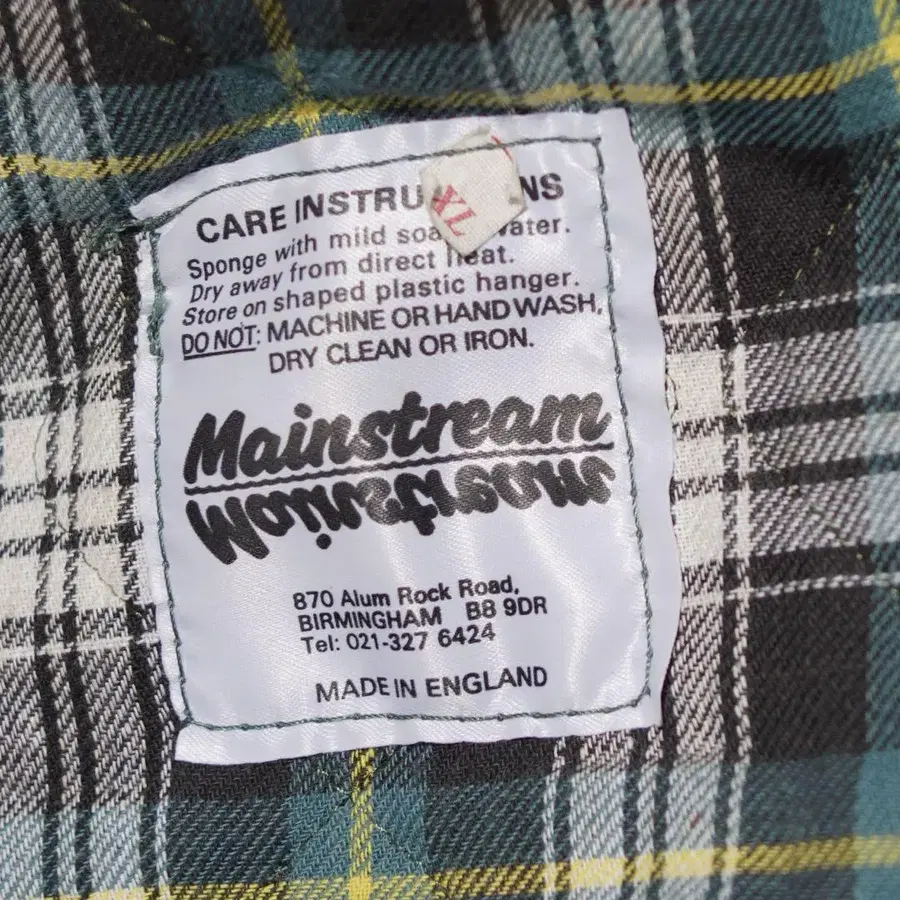 CARE INSTRU NS
XL
Sponge with mild soa water.
Dry away from direct heat.
Store on shaped plastic hanger.
DO NOT: MACHINE OR HAND WASH,
DRY CLEAN OR IRON.
Mainstream
Mainstream
870 Alum Rock Road,
BIRMINGHAM B8 9DR
Tel: 021-327 6424
MADE IN ENGLAND